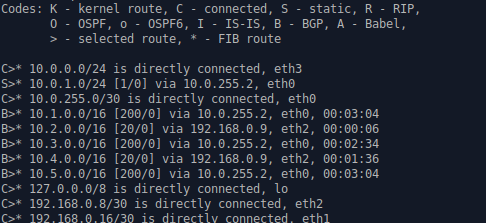 Codes: K - kernel route, C - connected, S - static, R - RIP,
O - OSPF, o - OSPF6, I - IS-IS, B - BGP, A - Babel,
> - selected route, * - FIB route
C>* 10.0.0.0/24 is directly connected, eth3
S>* 10.0.1.0/24 [1/0] via 10.0.255.2, eth0
C>* 10.0.255.0/30 is directly connected, eth0
B>* 10.1.0.0/16 [200/0] via 10.0.255.2, eth0, 00:03:04
B>* 10.2.0.0/16 [20/0] via 192.168.0.9, eth2, 00:00:06
B>* 10.3.0.0/16 [200/0] via 10.0.255.2, eth0, 00:02:34
B>* 10.4.0.0/16 [20/0] via 192.168.0.9, eth2, 00:01:36
B>* 10.5.0.0/16 [200/0] via 10.0.255.2, eth0, 00:03:04
C>* 127.0.0.0/8 is directly connected, lo
C>* 192.168.0.8/30 is directly connected, eth2
C>* 192.168.0.16/30 is directly connected, eth1